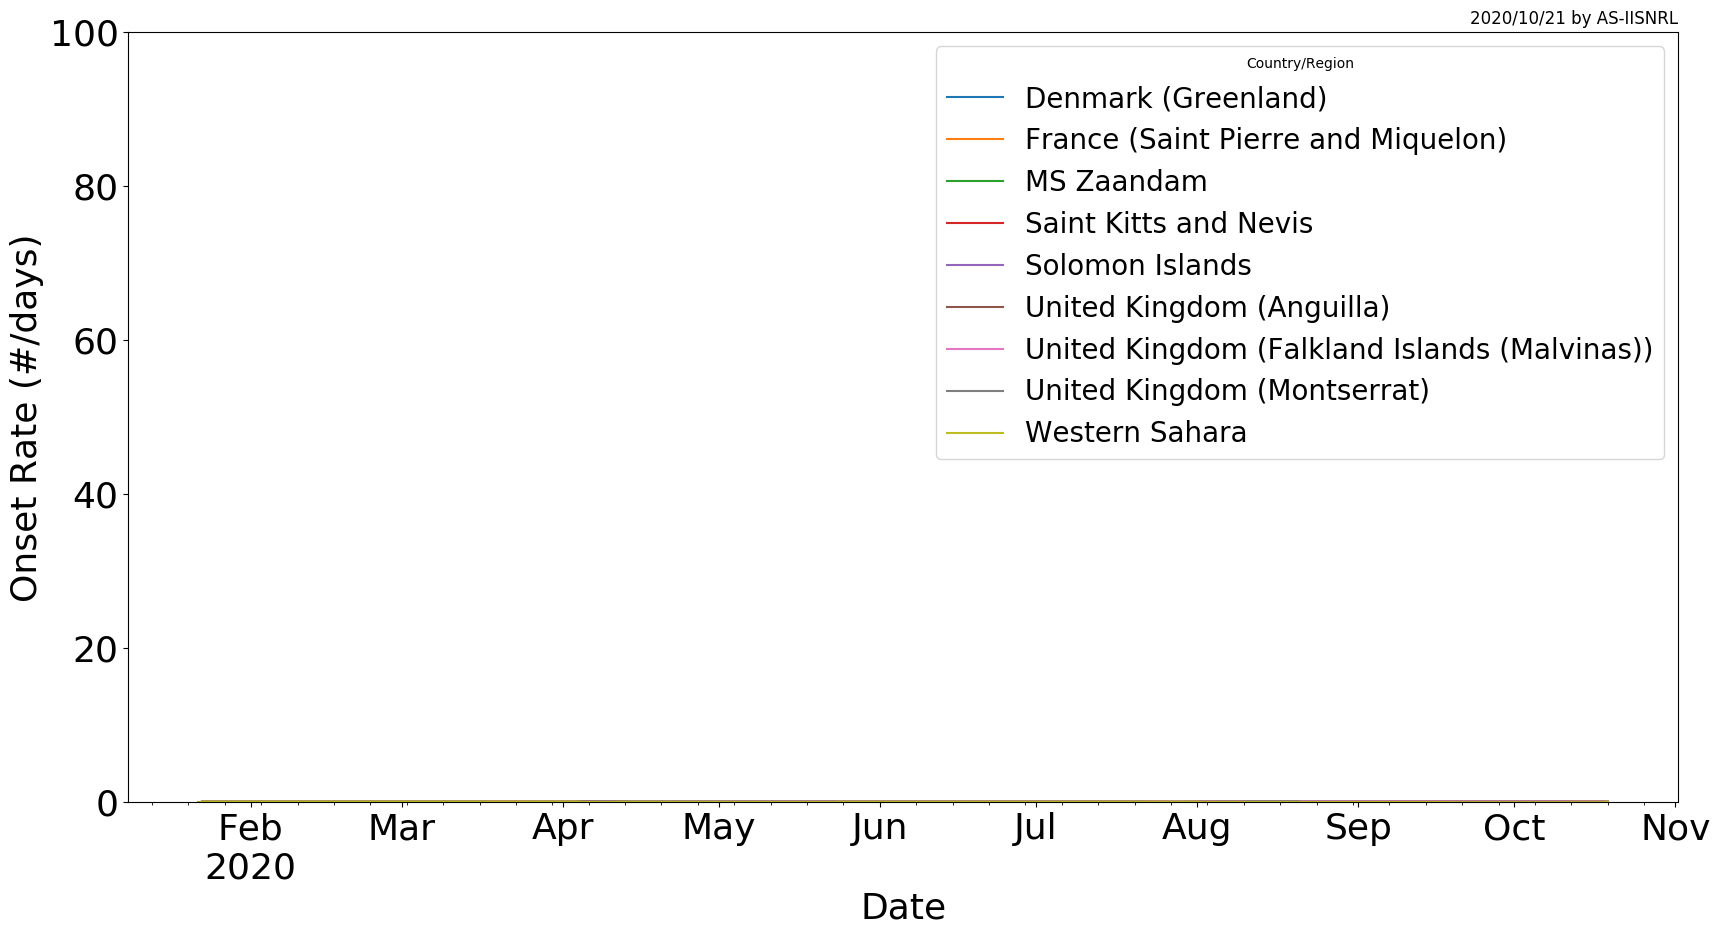 2020/10/21 by AS-IISNRL
100
80
60
40
20
0
Onset Rate (#/days)
Country/Region
Denmark (Greenland)
France (Saint Pierre and Miquelon)
MS Zaandam
Saint Kitts and Nevis
Solomon Islands
United Kingdom (Anguilla)
United Kingdom (Falkland Islands (Malvinas))
United Kingdom (Montserrat)
Western Sahara
Feb Mar Apr May Jun Jul Aug Sep Oct Nov
2020
Date